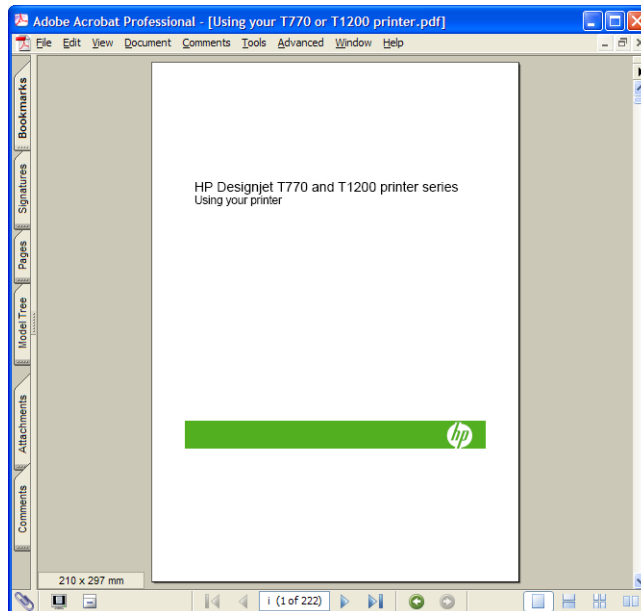 Adobe Acrobat Professional - [Using your T770 or T1200 printer.pdf]
File Edit View Document Comments Tools Advanced Window Help
Bookmarks
Signatures
Pages
Model Tree
Attachments
Comments
HP Designjet T770 and T1200 printer series
Using your printer
hp
210 x 297 mm
i (1 of 222)